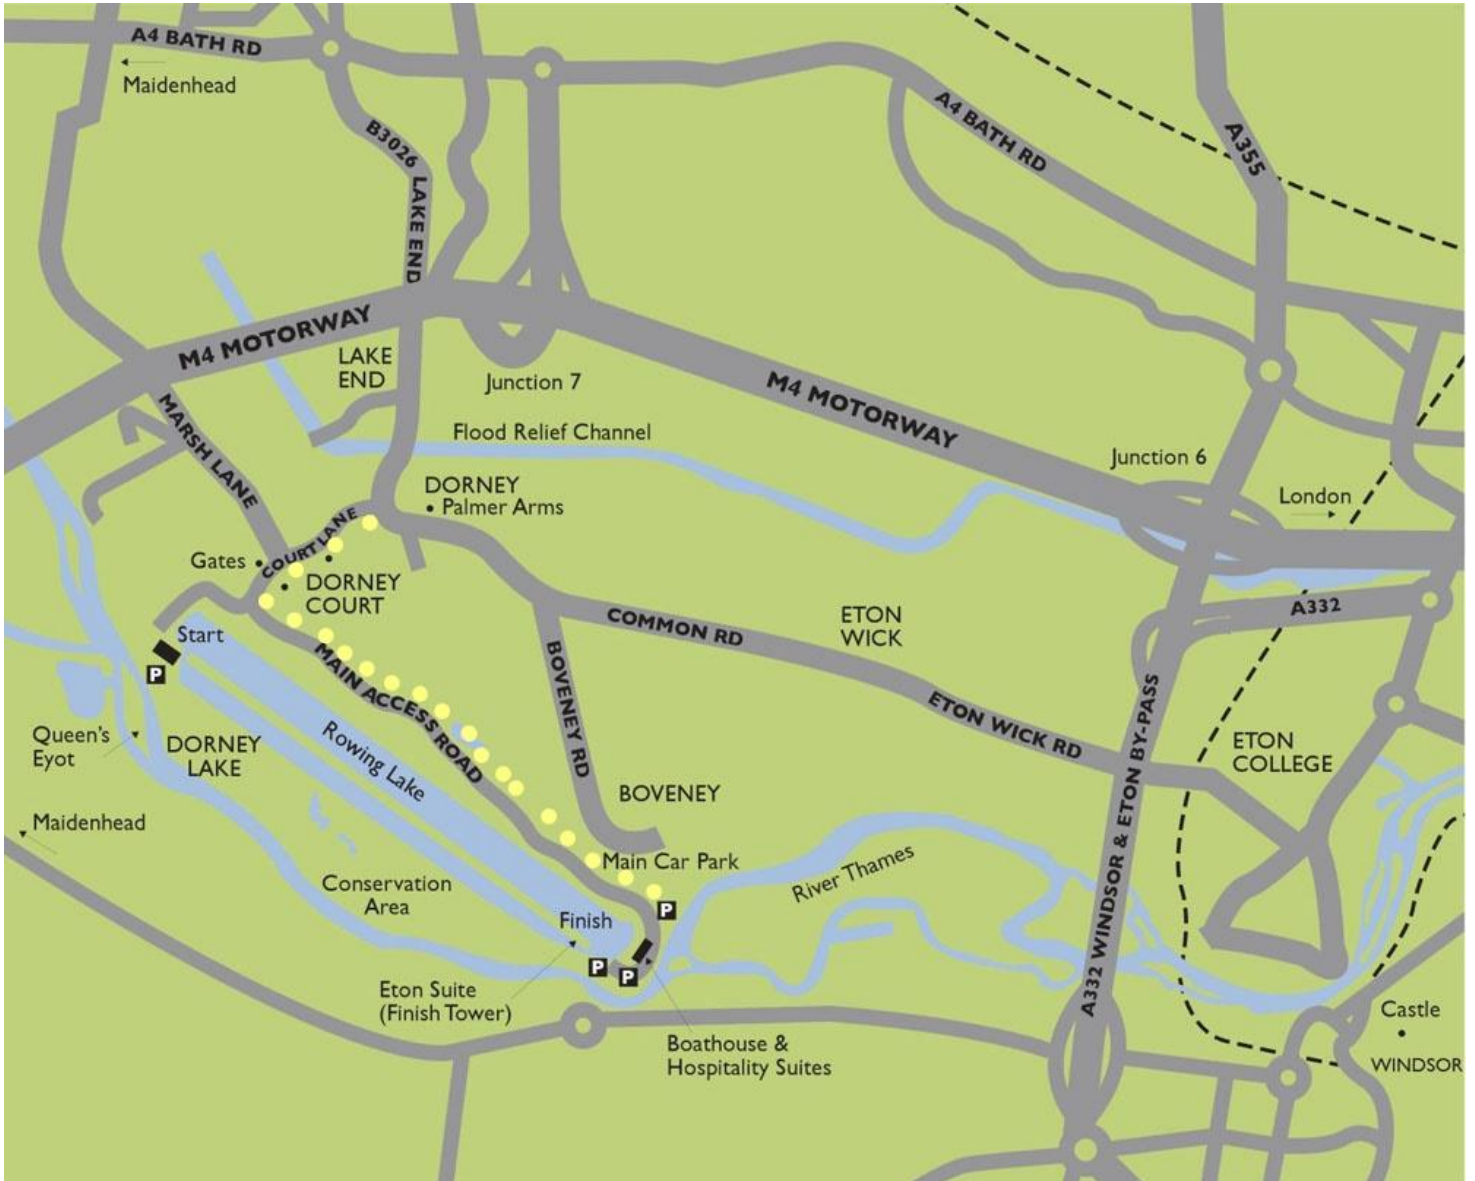 A4 BATH RD
Maidenhead
B3026
LAKE END
A4 BATH RD
A355
M4 MOTORWAY
LAKE
END
Junction 7
M4 MOTORWAY
MARSH LANE
Flood Relief Channel
Junction 6
London
DORNEY
Palmer Arms
COURT LANE
Gates
DORNEY
COURT
A332
COMMON RD
ETON
WICK
Start
P
MAIN ACCESS ROAD
BOVENEY RD
ETON WICK RD
A332 WINDSOR & ETON BY-PASS
Queen's
Eyot
DORNEY
LAKE
Rowing Lake
ETON
COLLEGE
BOVENEY
Maidenhead
Main Car Park
River Thames
Conservation
Area
Finish
P
P
P
Eton Suite
(Finish Tower)
Castle
Boathouse &
Hospitality Suites
WINDSOR